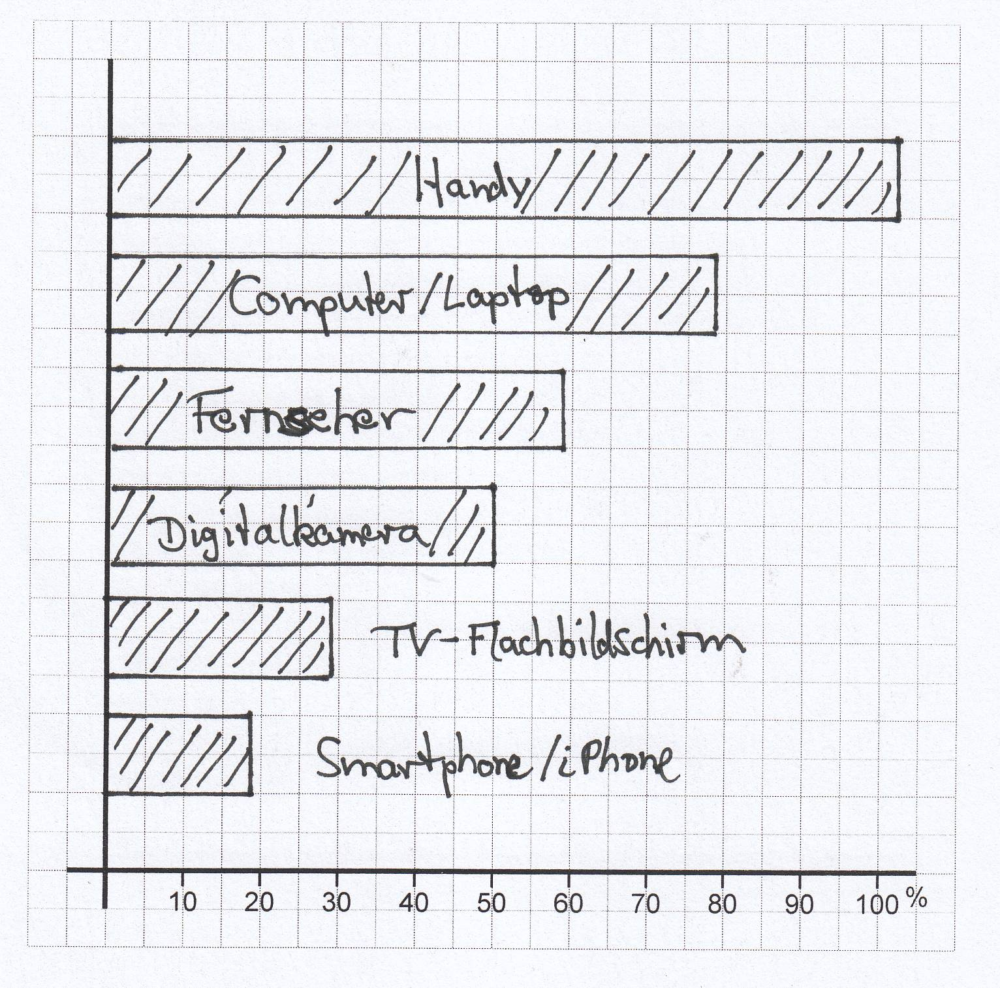 Handy
Computer/Laptop
Fernseher
Digitalkamera
TV-Flachbildschirm
Smartphone/iPhone
10 20 30 40 50 60 70 80 90 100 %